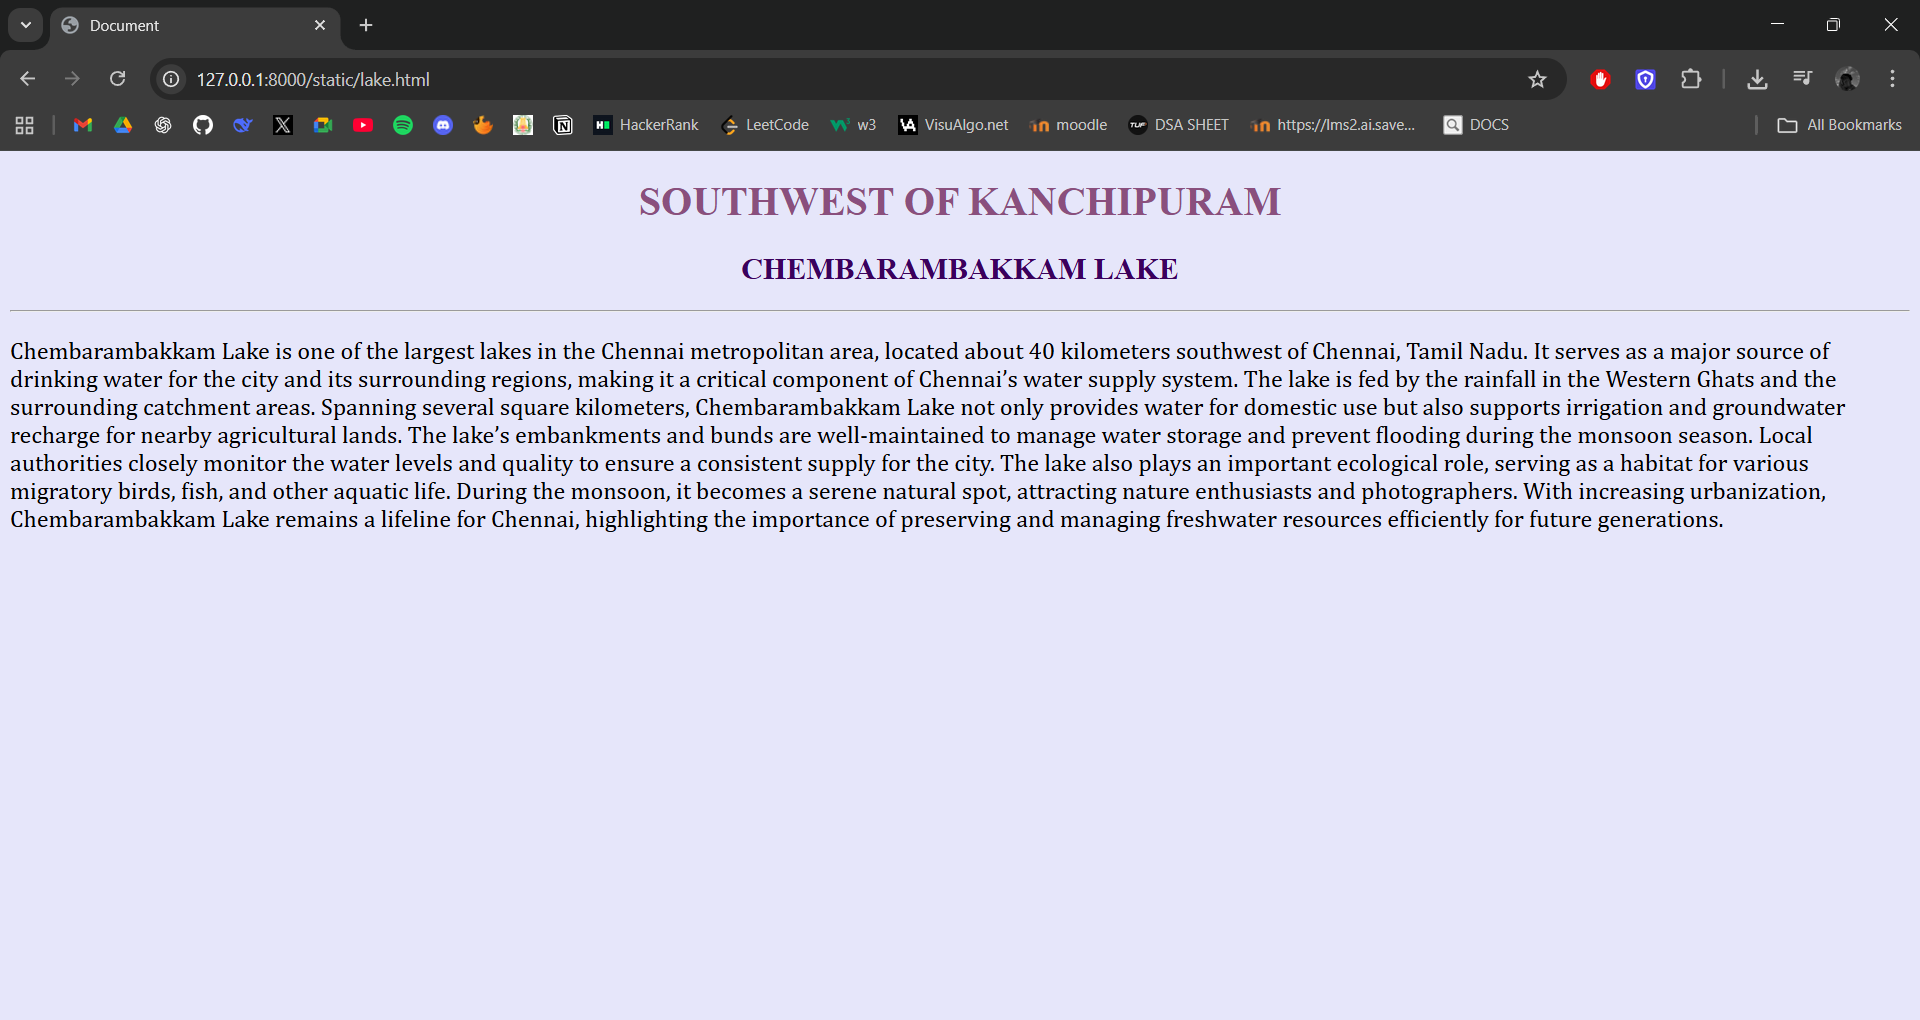 Document
127.0.0.1:8000/static/lake.html
HackerRank LeetCode w3 VisuAlgo.net moodle DSA SHEET https://lms2.ai.save... DOCS All Bookmarks
SOUTHWEST OF KANCHIPURAM
CHEMBARAMBAKKAM LAKE
Chembarambakkam Lake is one of the largest lakes in the Chennai metropolitan area, located about 40 kilometers southwest of Chennai, Tamil Nadu. It serves as a major source of
drinking water for the city and its surrounding regions, making it a critical component of Chennai’s water supply system. The lake is fed by the rainfall in the Western Ghats and the
surrounding catchment areas. Spanning several square kilometers, Chembarambakkam Lake not only provides water for domestic use but also supports irrigation and groundwater
recharge for nearby agricultural lands. The lake’s embankments and bunds are well-maintained to manage water storage and prevent flooding during the monsoon season. Local
authorities closely monitor the water levels and quality to ensure a consistent supply for the city. The lake also plays an important ecological role, serving as a habitat for various
migratory birds, fish, and other aquatic life. During the monsoon, it becomes a serene natural spot, attracting nature enthusiasts and photographers. With increasing urbanization,
Chembarambakkam Lake remains a lifeline for Chennai, highlighting the importance of preserving and managing freshwater resources efficiently for future generations.